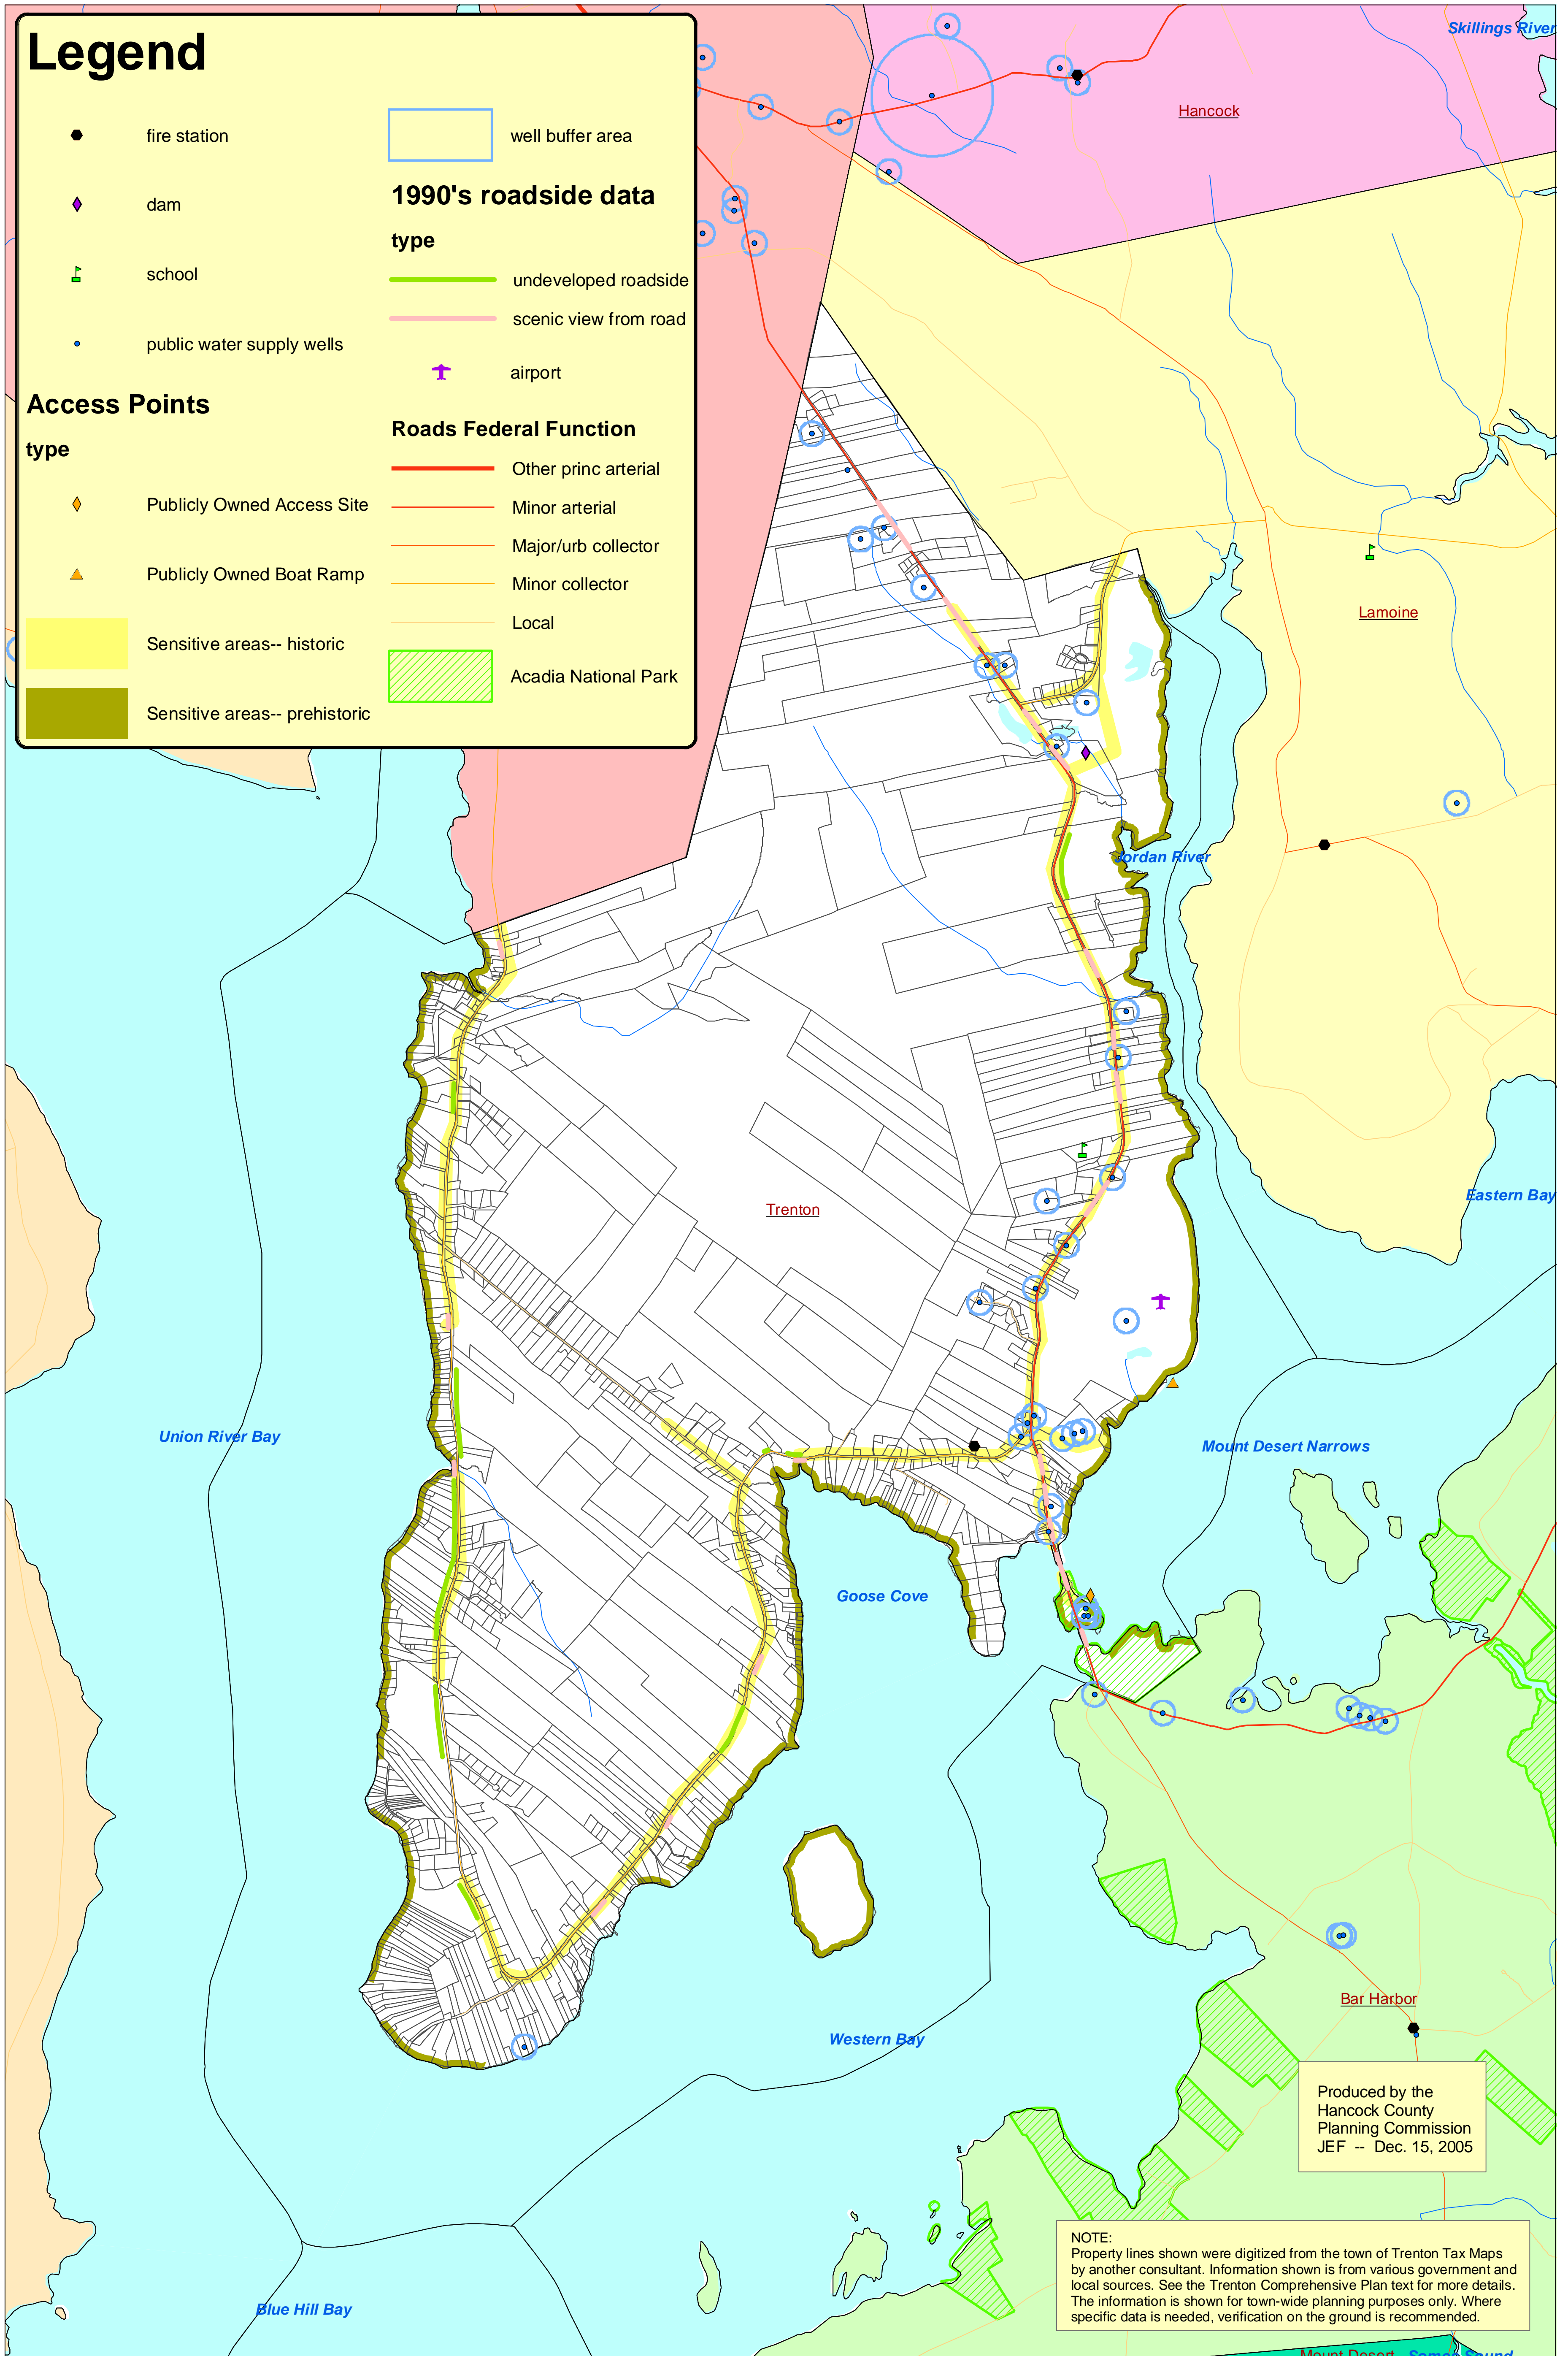 Legend
fire station
dam
school
public water supply wells
Access Points
type
Publicly Owned Access Site
Publicly Owned Boat Ramp
Sensitive areas-- historic
Sensitive areas-- prehistoric
well buffer area
1990's roadside data
type
undeveloped roadside
scenic view from road
airport
Roads Federal Function
Other princ arterial
Minor arterial
Major/urb collector
Minor collector
Local
Acadia National Park
Skillings River
Hancock
Lamoine
Jordan River
Eastern Bay
Trenton
Union River Bay
Mount Desert Narrows
Goose Cove
Bar Harbor
Western Bay
Produced by the
Hancock County
Planning Commission
JEF -- Dec. 15, 2005
NOTE:
Property lines shown were digitized from the town of Trenton Tax Maps
by another consultant. Information shown is from various government and
local sources. See the Trenton Comprehensive Plan text for more details.
The information is shown for town-wide planning purposes only. Where
specific data is needed, verification on the ground is recommended.
Blue Hill Bay
Mount Desert
Somes Sound